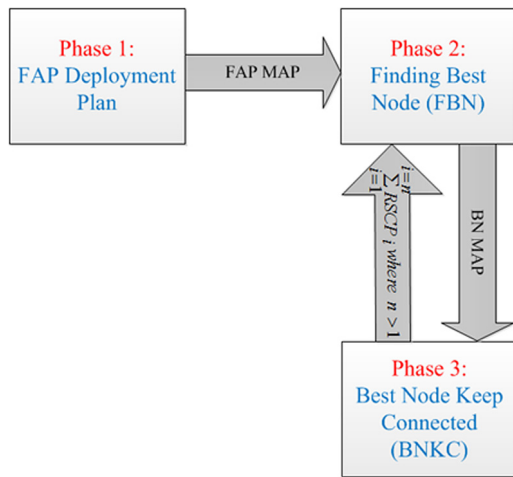 Phase 1:
FAP Deployment
Plan
FAP MAP
Phase 2:
Finding Best
Node (FBN)
i=n
∑ RSCP i where n > 1
i=1
BN MAP
Phase 3:
Best Node Keep
Connected
(BNKC)